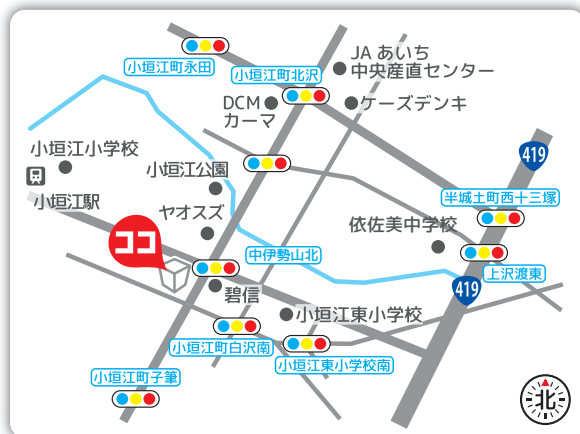 小垣江町永田
小垣江町北沢
JA あいち
中央産直センター
DCM
カーマ
ケーズデンキ
小垣江小学校
小垣江公園
419
小垣江駅
ヤオスズ
半城土町西十三塚
依佐美中学校
ココ
中伊勢山北
上沢渡東
碧信
419
小垣江東小学校
小垣江町白沢南
小垣江東小学校南
小垣江町子筆
北